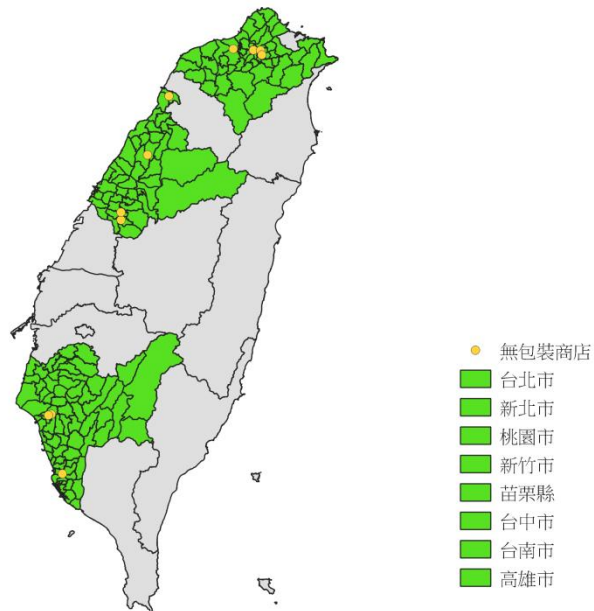 無包裝商店
台北市
新北市
桃園市
新竹市
苗栗縣
台中市
台南市
高雄市